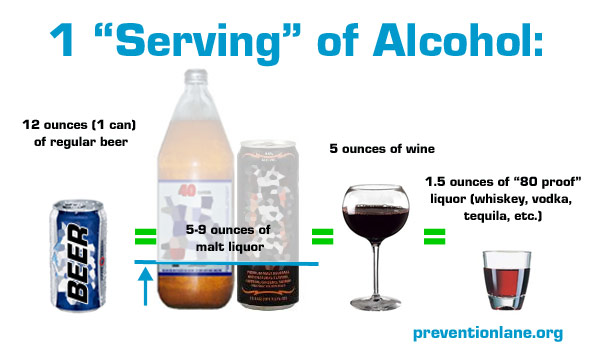 1 “Serving” of Alcohol:
12 ounces (1 can)
of regular beer
5 ounces of wine
1.5 ounces of “80 proof”
liquor (whiskey, vodka,
tequila, etc.)
40
5-9 ounces of
malt liquor
BEER
preventionlane.org